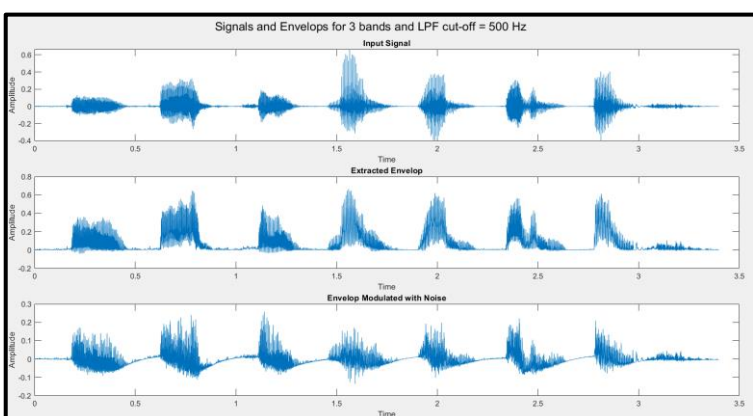 Signals and Envelops for 3 bands and LPF cut-off = 500 Hz
Input Signal
Amplitude
0.6
0.4
0.2
0
-0.2
-0.4
0 0.5 1 1.5 2 2.5 3 3.5
Time
Extracted Envelop
Amplitude
0.8
0.6
0.4
0.2
0
-0.2
0 0.5 1 1.5 2 2.5 3 3.5
Time
Envelop Modulated with Noise
Amplitude
0.3
0.2
0.1
0
-0.1
-0.2
0 0.5 1 1.5 2 2.5 3 3.5
Time